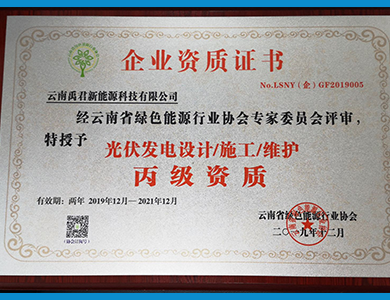 企业资质证书
No.LSNY（企）GF2019005
云南禹君新能源科技有限公司
经云南省绿色能源行业协会专家委员会评审，
特授予 光伏发电设计/施工/维护
丙级资质
有效期：两年 2019年12月—2021年12月
云南省绿色能源行业协会
二〇一九年十二月